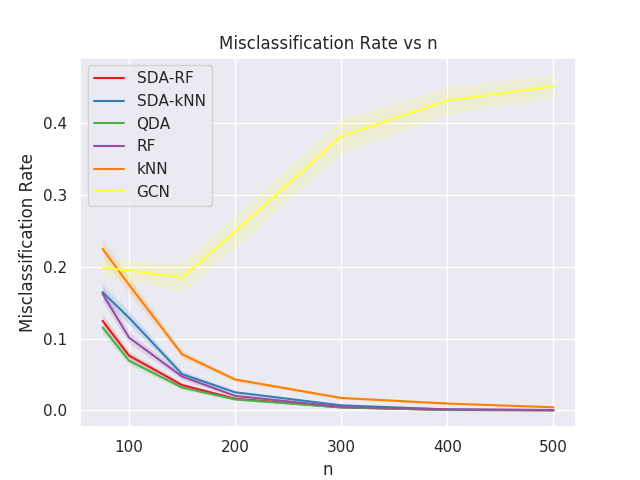 Misclassification Rate vs n
SDA-RF
SDA-kNN
QDA
RF
kNN
GCN
Misclassification Rate
0.4
0.3
0.2
0.1
0.0
100 200 300 400 500
n